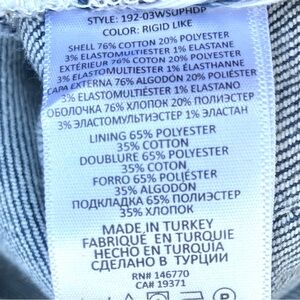 STYLE: 192-03WSUPHDP
COLOR: RIGID LIKE
SHELL 76% COTTON 20% POLYESTER
3% ELASTOMULTIESTER 1% ELASTANE
EXTÉRIEUR 76% COTON 20% POLYESTER
3% ELASTOMULTIESTER 1% ÉLASTHANNE
CAPA EXTERNA 76% ALGODÓN 20% POLIÉSTER
3% ELASTOMULTIÉSTER 1% ELASTANO
ОБОЛОЧКА 76% ХЛОПОК 20% ПОЛИЭСТЕР
3% ЭЛАСТОМУЛЬТИЭСТЕР 1% ЭЛАСТАН
LINING 65% POLYESTER
35% COTTON
DOUBLURE 65% POLYESTER
35% COTON
FORRO 65% POLIÉSTER
35% ALGODÓN
ПОДКЛАДКА 65% ПОЛИЭСТЕР
35% ХЛОПОК
MADE IN TURKEY
FABRIQUÉ EN TURQUIE
HECHO EN TURQUÍA
СДЕЛАНО В ТУРЦИИ
RN# 146770
CA# 19371